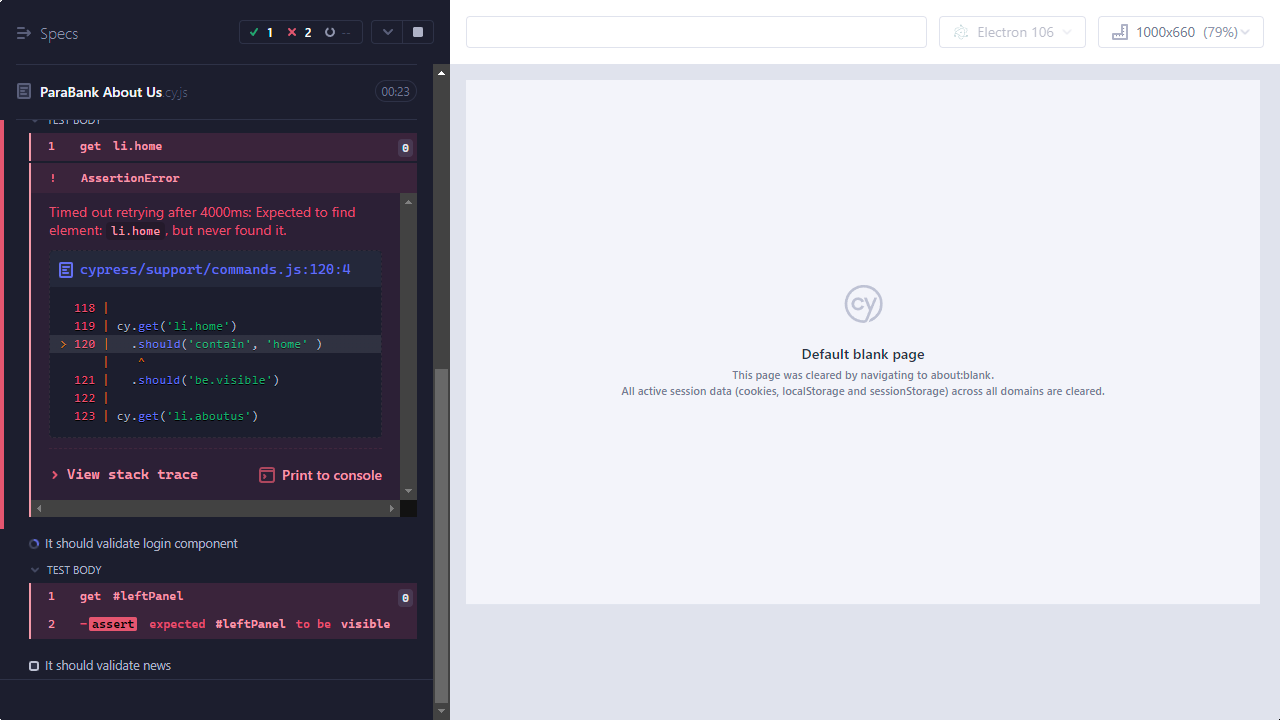 Specs
1 2 --
ParaBank About Us.cy.js
00:23
TEST BODY
1 get li.home 0
! AssertionError
Timed out retrying after 4000ms: Expected to find
element: li.home, but never found it.
cypress/support/commands.js:120:4
118 |
119 | cy.get('li.home')
> 120 |   .should('contain', 'home' )
|    ^
121 |   .should('be.visible')
122 |
123 | cy.get('li.aboutus')
> View stack trace
Print to console
It should validate login component
TEST BODY
1 get #leftPanel 0
2 -assert expected #leftPanel to be visible
It should validate news
Electron 106
1000x660 (79%)
cy
Default blank page
This page was cleared by navigating to about:blank.
All active session data (cookies, localStorage and sessionStorage) across all domains are cleared.